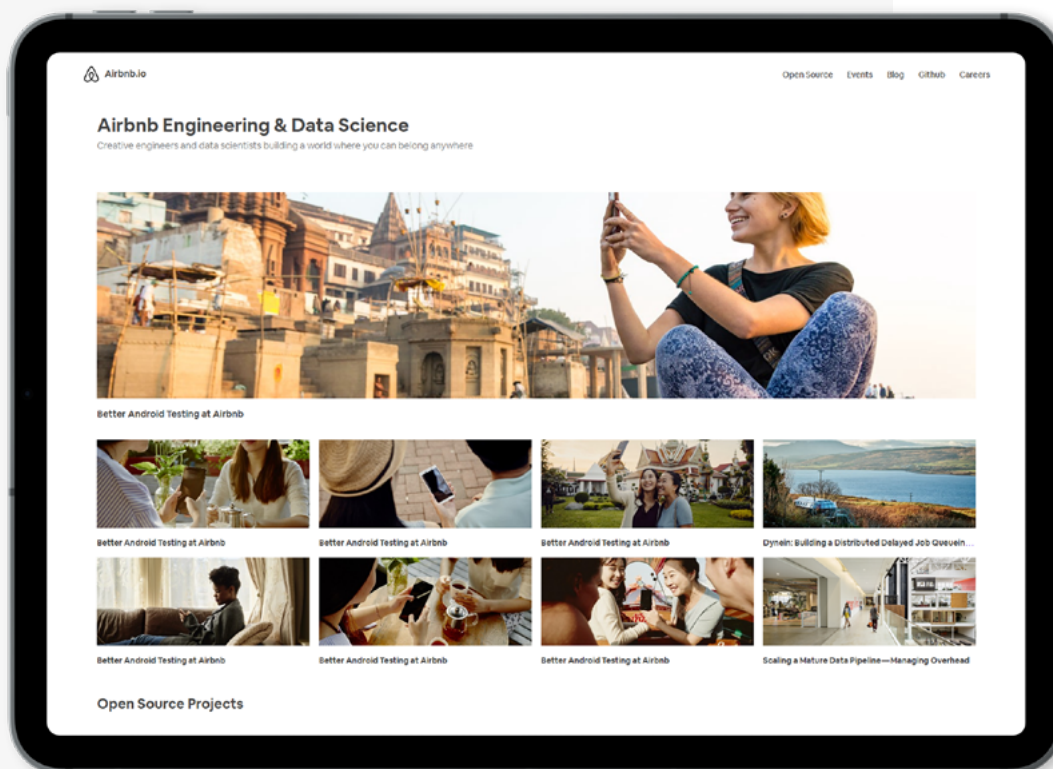 Airbnb.io
Open Source Events Blog Github Careers
Airbnb Engineering & Data Science
Creative engineers and data scientists building a world where you can belong anywhere
Better Android Testing at Airbnb
Better Android Testing at Airbnb
Better Android Testing at Airbnb
Better Android Testing at Airbnb
Dynein: Building a Distributed Delayed Job Queuein...
Better Android Testing at Airbnb
Better Android Testing at Airbnb
Better Android Testing at Airbnb
Scaling a Mature Data Pipeline—Managing Overhead
Open Source Projects